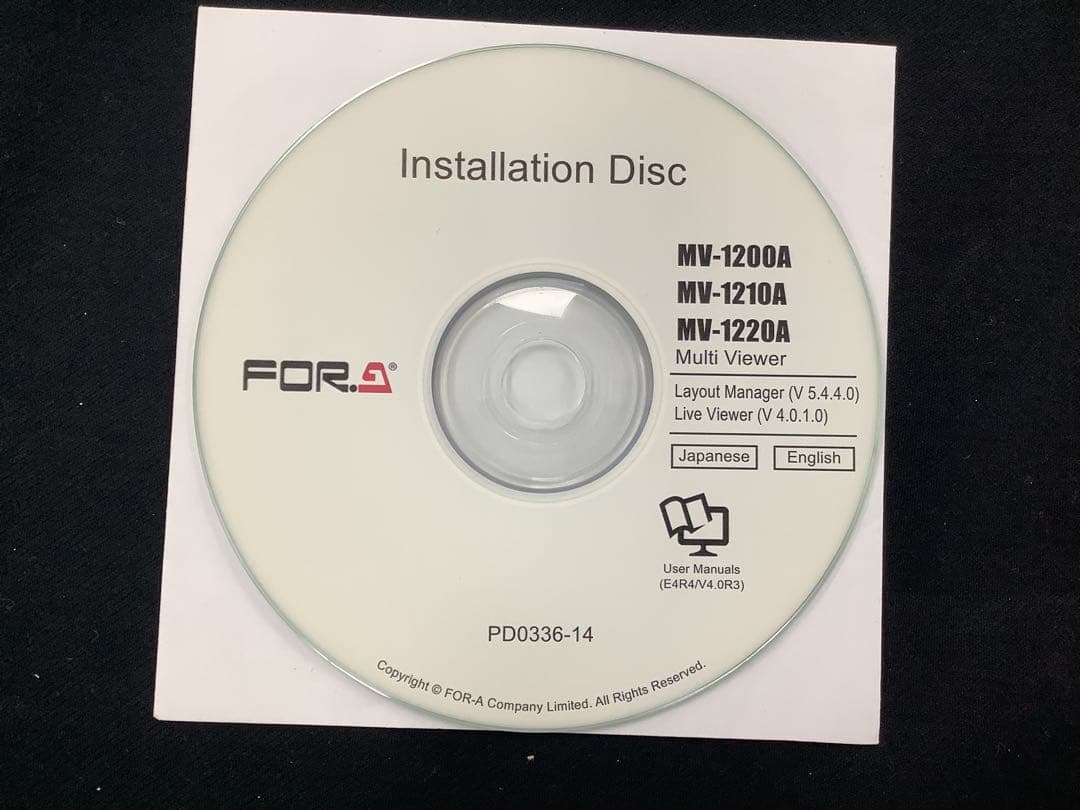 Installation Disc
MV-1200A
MV-1210A
MV-1220A
Multi Viewer
FOR.A®
Layout Manager (V 5.4.4.0)
Live Viewer (V 4.0.1.0)
Japanese English
User Manuals
(E4R4/V4.0R3)
PD0336-14
Copyright © FOR-A Company Limited. All Rights Reserved.